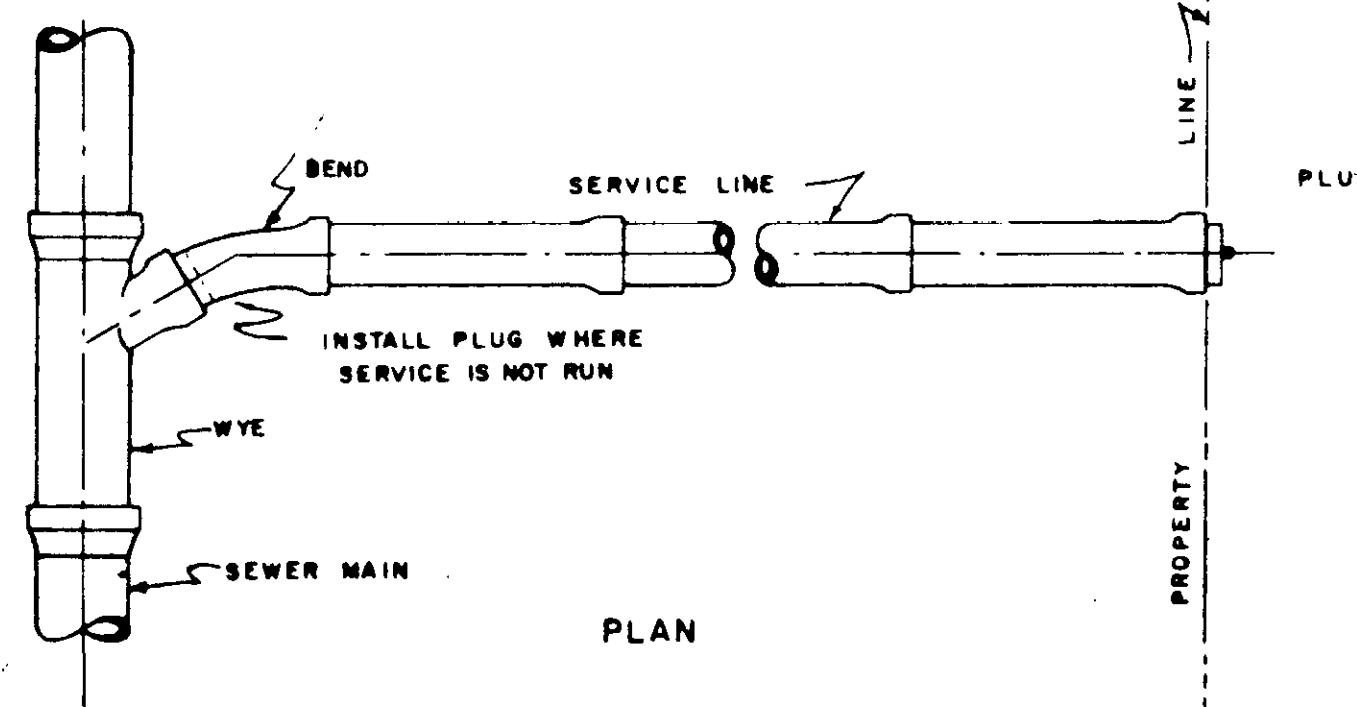 LINE
BEND
SERVICE LINE
PLU
INSTALL PLUG WHERE
SERVICE IS NOT RUN
WYE
PROPERTY
SEWER MAIN
PLAN